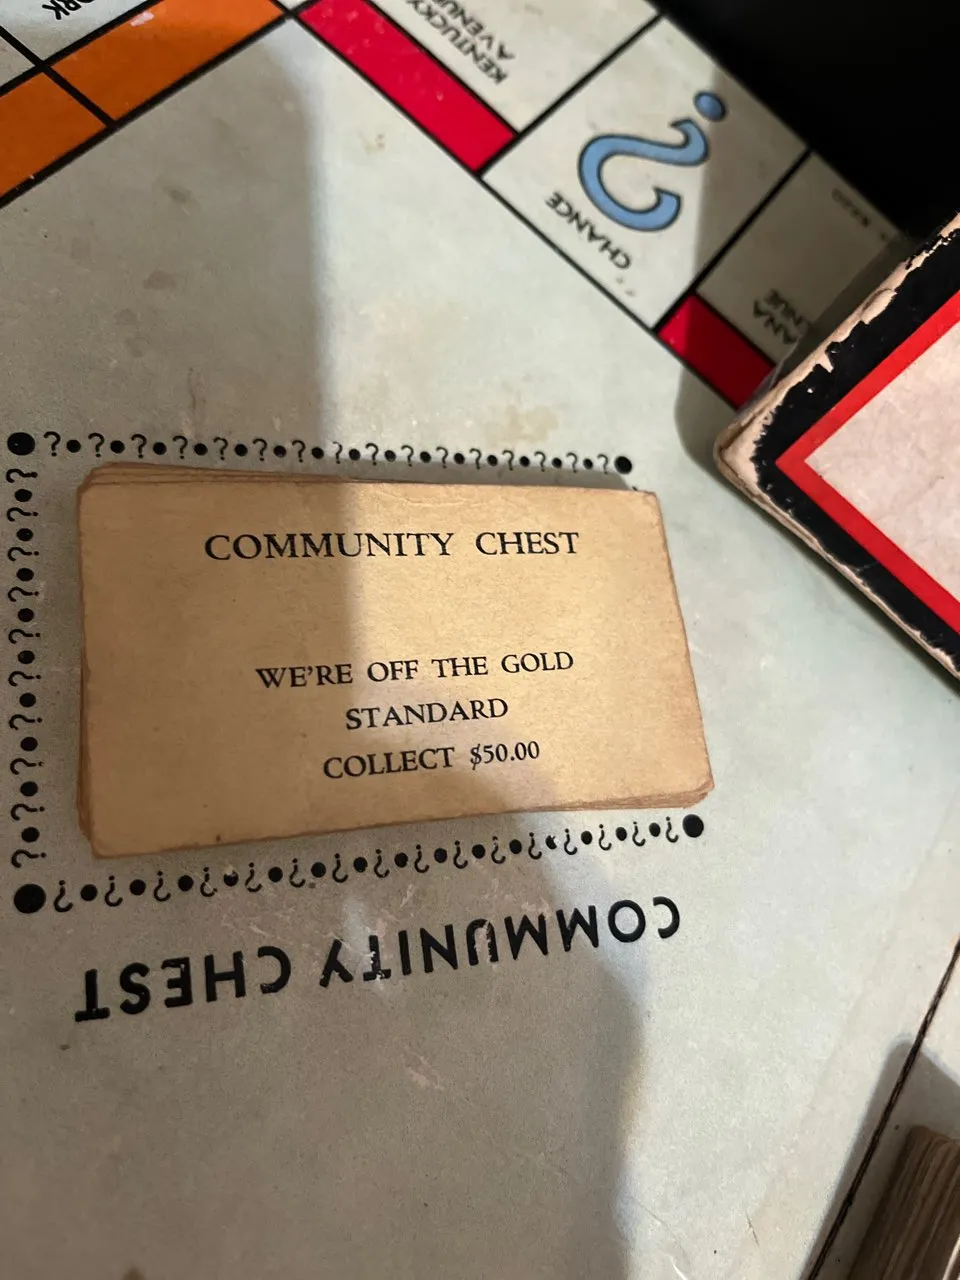 KENTUCKY
AVENUE
CHANCE
?
COMMUNITY CHEST
WE'RE OFF THE GOLD
STANDARD
COLLECT $50.00
COMMUNITY CHEST